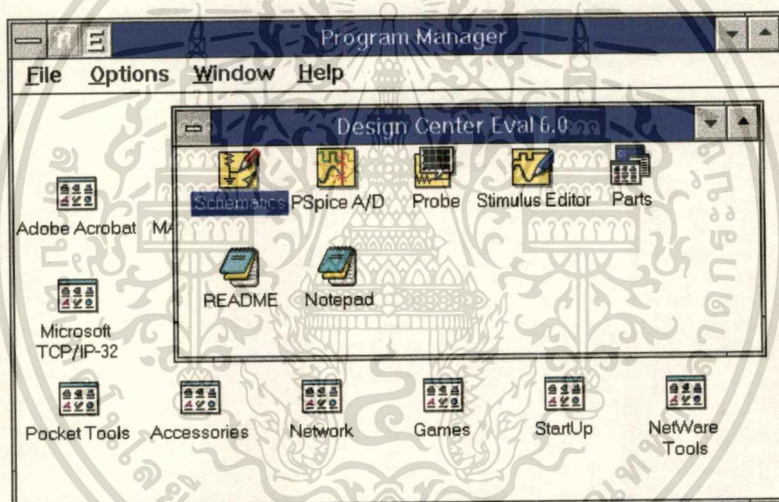 Program Manager
File Options Window Help
Design Center Eval 6.0
Schematics PSpice A/D Probe Stimulus Editor Parts
Adobe Acrobat
README Notepad
Microsoft
TCP/IP-32
Pocket Tools Accessories Network Games StartUp NetWare
Tools